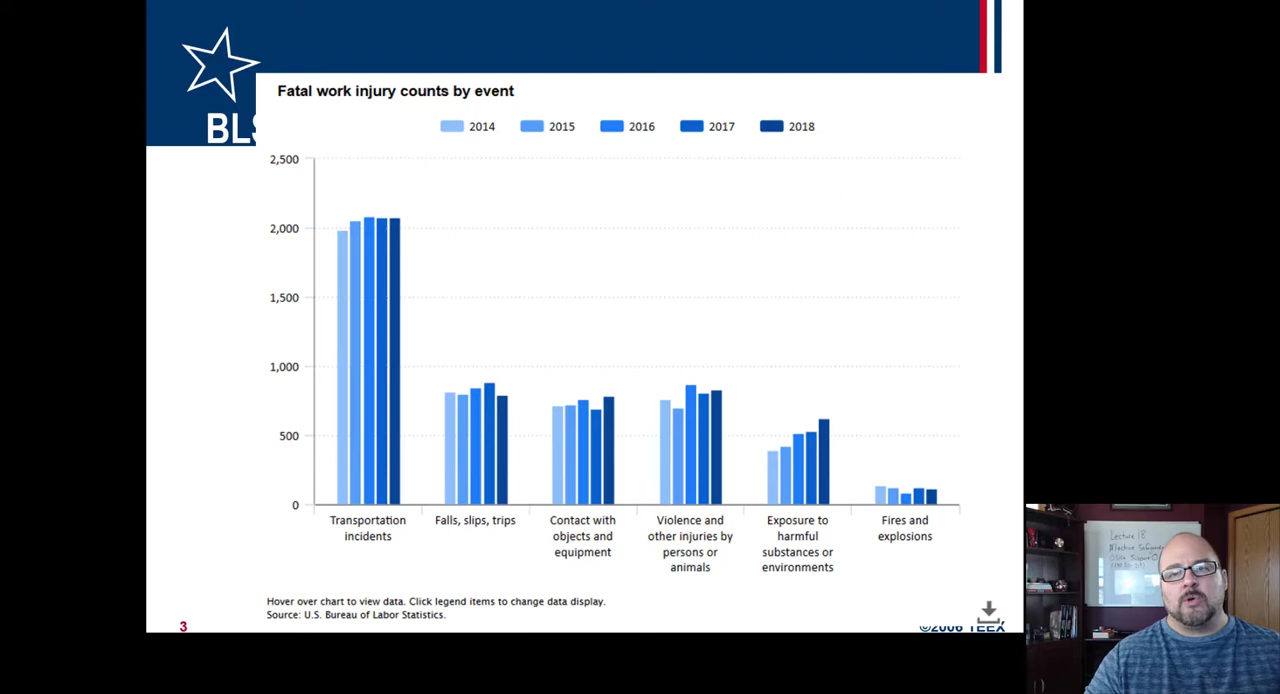 BLS
Fatal work injury counts by event
2014 2015 2016 2017 2018
2,500
2,000
1,500
1,000
500
0
Transportation
incidents
Falls, slips, trips
Contact with
objects and
equipment
Violence and
other injuries by
persons or
animals
Exposure to
harmful
substances or
environments
Fires and
explosions
Hover over chart to view data. Click legend items to change data display.
Source: U.S. Bureau of Labor Statistics.
3
©2006 TEEX
Lecture 18
Machine